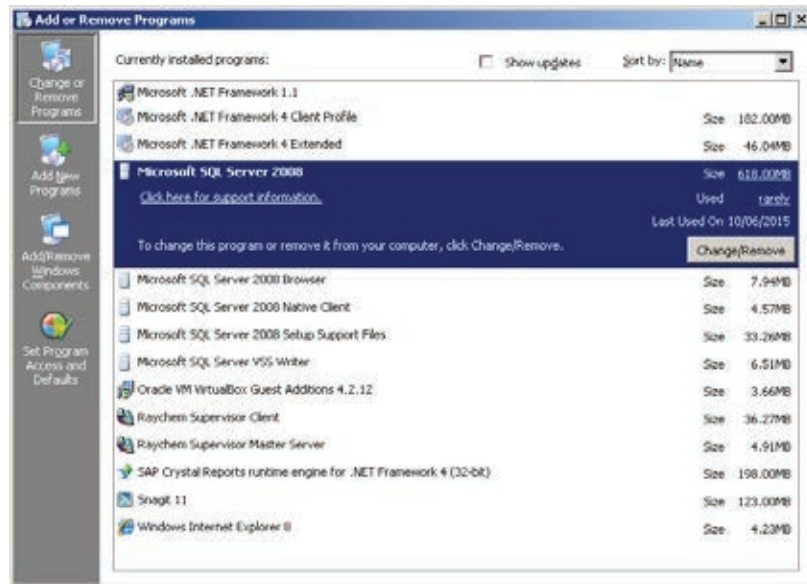 Add or Remove Programs
Change or
Remove
Programs
Add New
Programs
Add/Remove
Windows
Components
Set Program
Access and
Defaults
Currently installed programs:
Show updates
Sort by: Name
Microsoft .NET Framework 1.1
Microsoft .NET Framework 4 Client Profile Size 182.00MB
Microsoft .NET Framework 4 Extended Size 46.04MB
Microsoft SQL Server 2008 Size 618.00MB
Click here for support information. Used rarely
Last Used On 10/06/2015
To change this program or remove it from your computer, click Change/Remove. Change/Remove
Microsoft SQL Server 2008 Browser Size 7.94MB
Microsoft SQL Server 2008 Native Client Size 4.57MB
Microsoft SQL Server 2008 Setup Support Files Size 33.26MB
Microsoft SQL Server VSS Writer Size 6.51MB
Oracle VM VirtualBox Guest Additions 4.2.12 Size 3.66MB
Raychem Supervisor Client Size 36.27MB
Raychem Supervisor Master Server Size 4.91MB
SAP Crystal Reports runtime engine for .NET Framework 4 (32-bit) Size 198.00MB
Snagit 11 Size 123.00MB
Windows Internet Explorer 8 Size 4.23MB